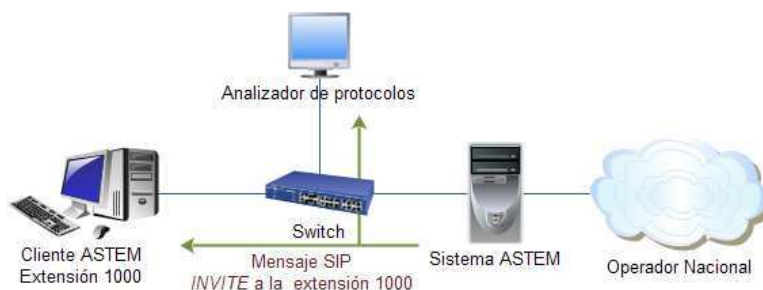 Analizador de protocolos
Switch
Cliente ASTEM
Extensión 1000
Mensaje SIP
INVITE a la extensión 1000
Sistema ASTEM
Operador Nacional